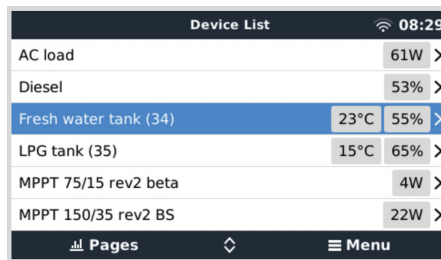 Device List 08:29
AC load 61W
Diesel 53%
Fresh water tank (34) 23°C 55%
LPG tank (35) 15°C 65%
MPPT 75/15 rev2 beta 4W
MPPT 150/35 rev2 BS 22W
Pages Menu